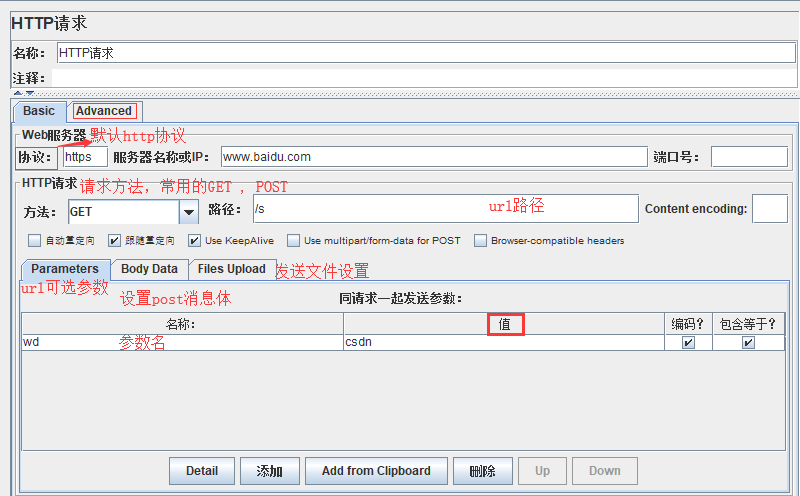 HTTP请求
名称： HTTP请求
注释：
Basic Advanced
Web服务器 默认http协议
协议： https 服务器名称或IP： www.baidu.com 端口号：
HTTP请求 请求方法，常用的GET ，POST
方法： GET 路径： /s url路径 Content encoding:
自动重定向 跟随重定向 Use KeepAlive Use multipart/form-data for POST Browser-compatible headers
Parameters Body Data Files Upload 发送文件设置
url可选参数 设置post消息体 同请求一起发送参数：
名称： 值 编码？ 包含等于？
wd 参数名 csdn
Detail 添加 Add from Clipboard 删除 Up Down